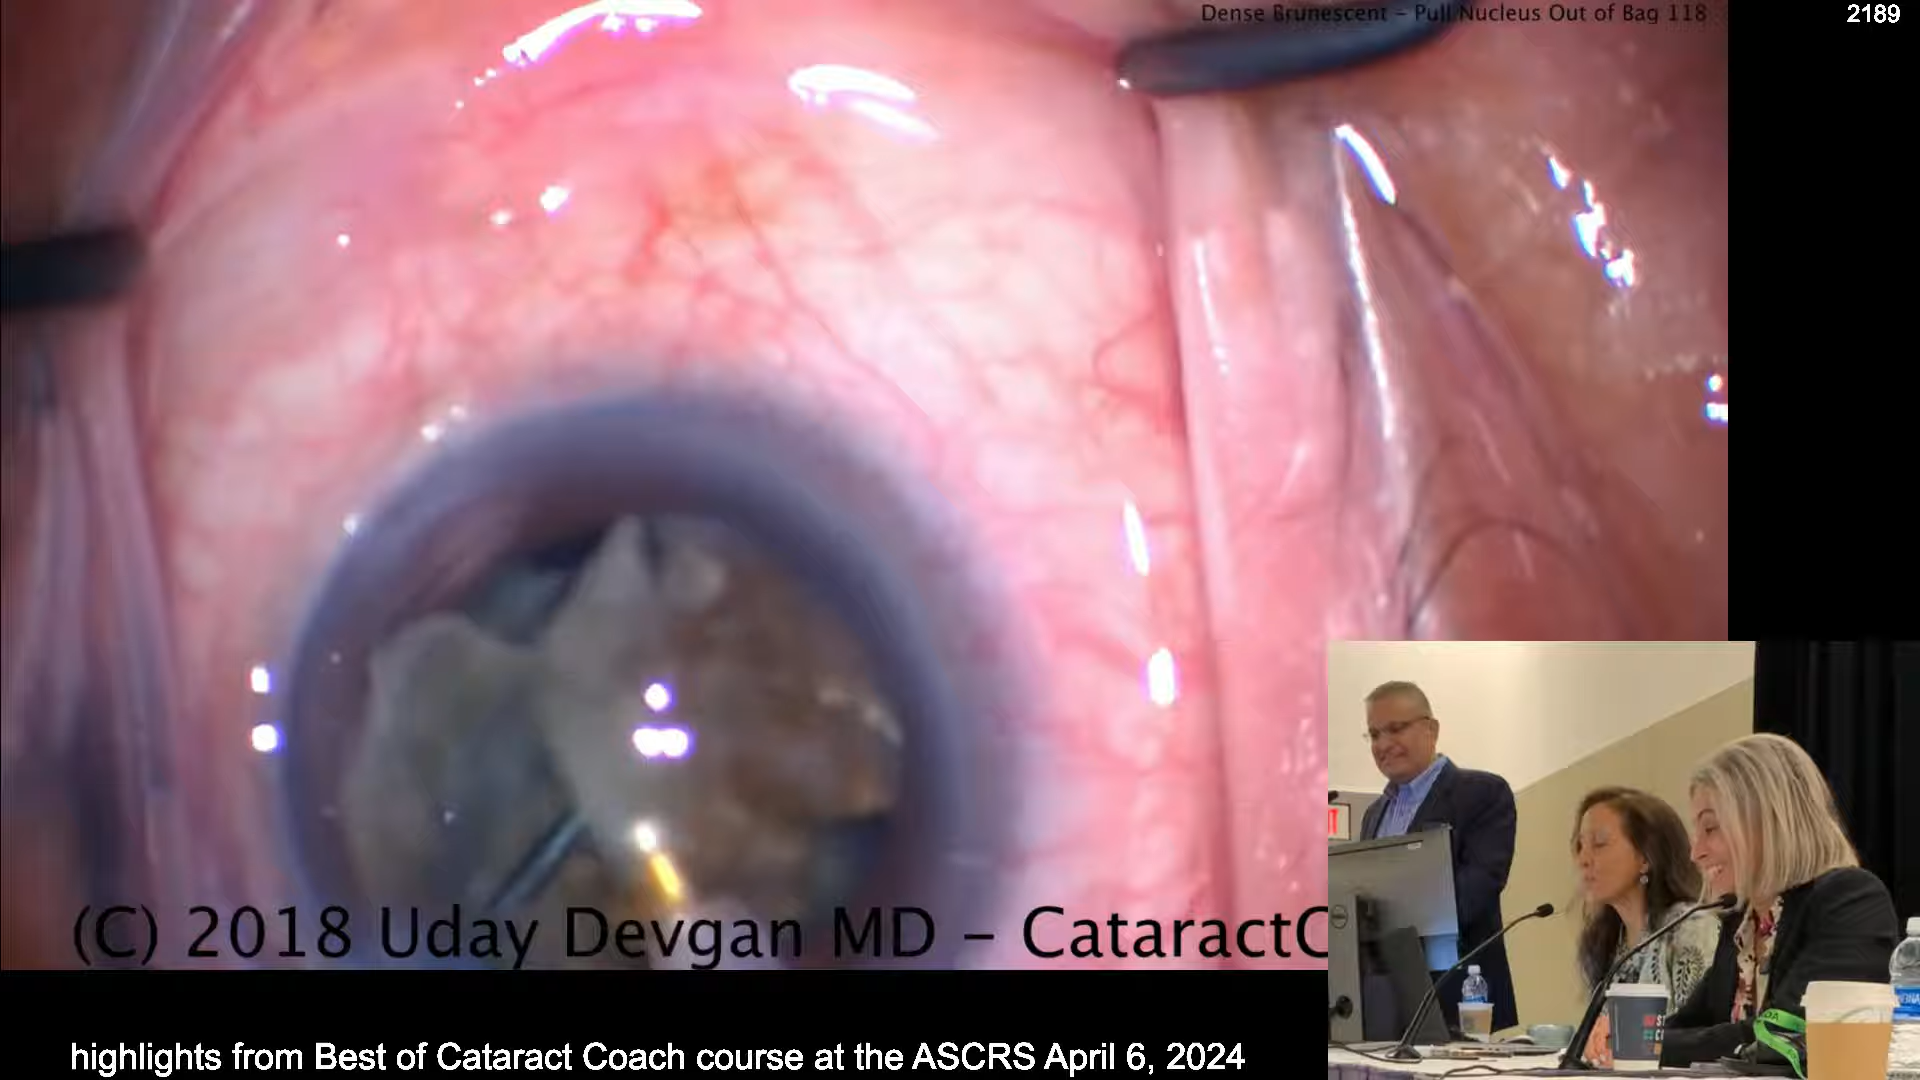 Dense Brunescent – Pull Nucleus Out of Bag 118
2189
(C) 2018 Uday Devgan MD – CataractC
highlights from Best of Cataract Coach course at the ASCRS April 6, 2024